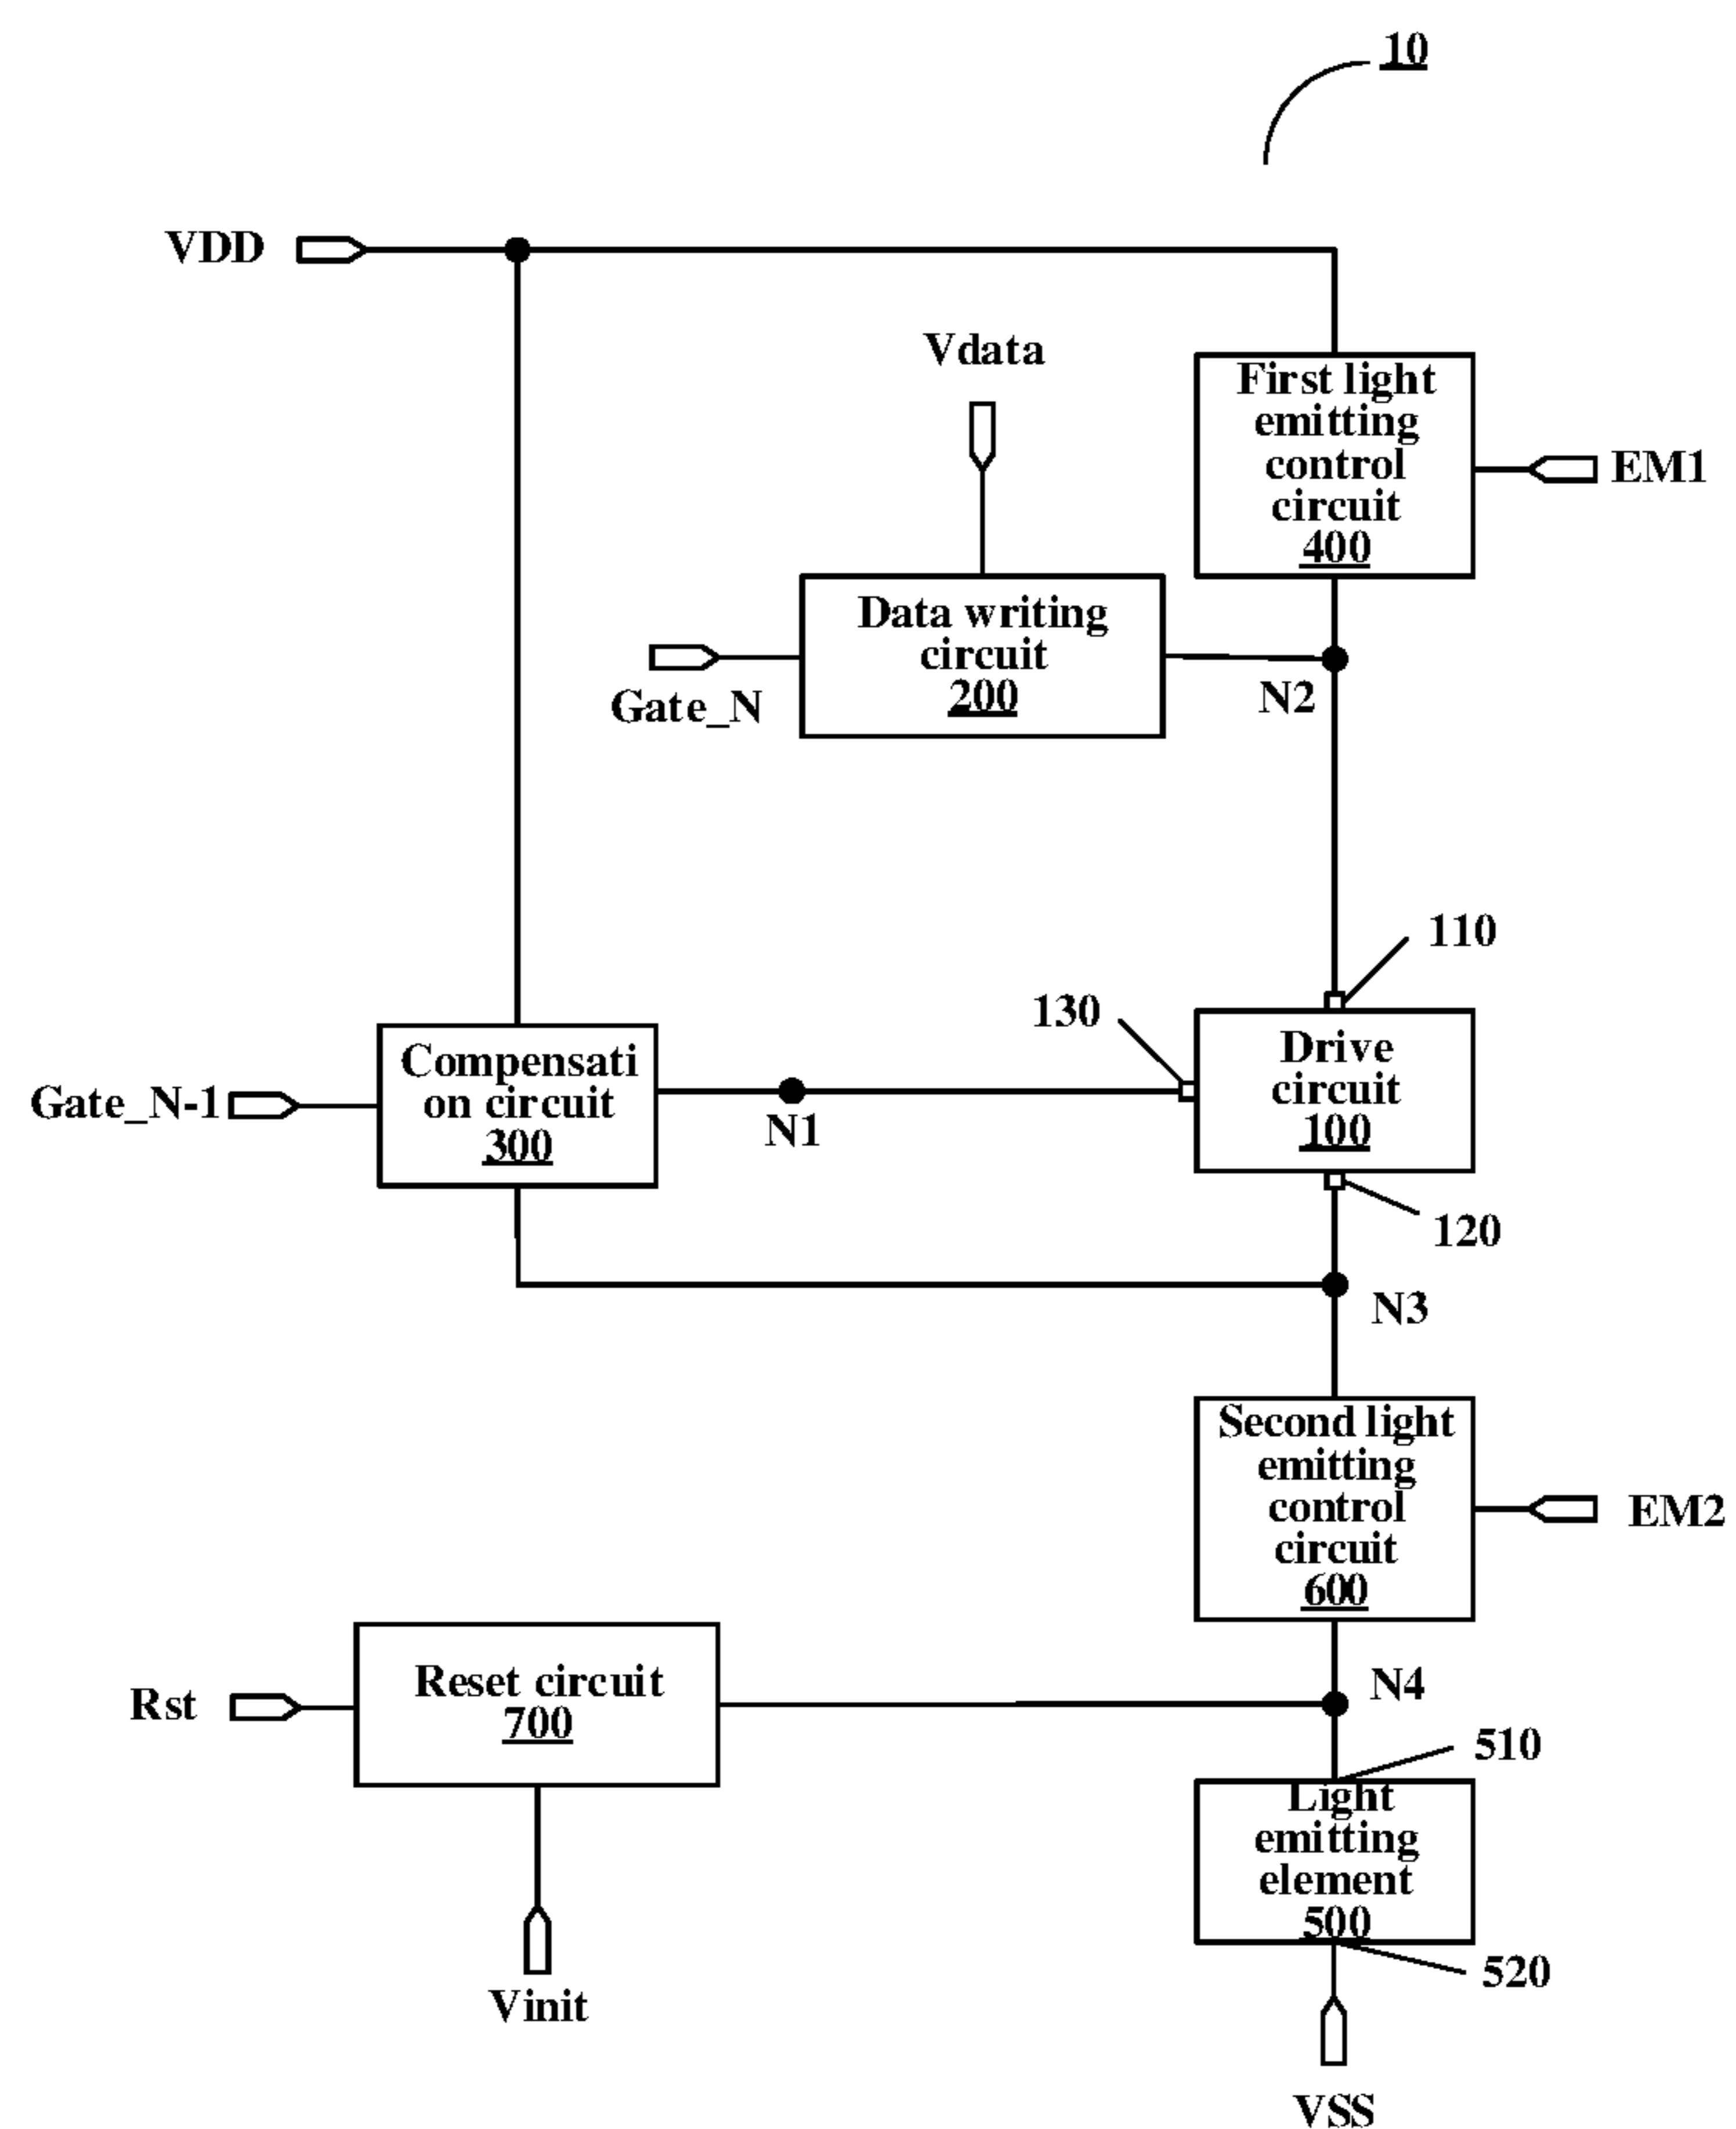 10
VDD
Vdata
First light
emitting
control
circuit
400
EM1
Data writing
circuit
200
Gate_N
N2
110
130
Drive
circuit
100
Compensati
on circuit
300
Gate_N-1
N1
120
N3
Second light
emitting
control
circuit
600
EM2
Reset circuit
700
Rst
N4
510
Light
emitting
element
500
520
Vinit
VSS